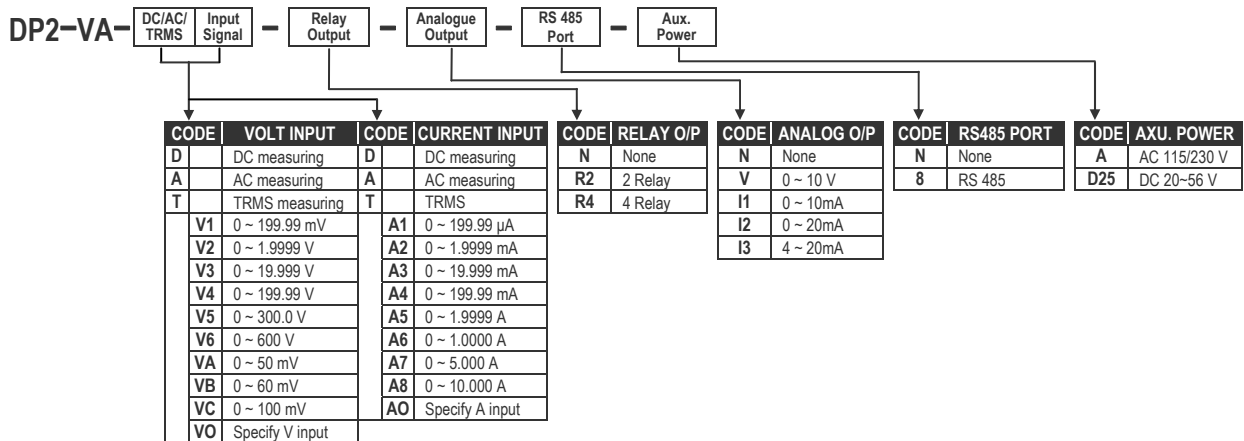 DP2-VA- DC/AC/ TRMS Input Signal - Relay Output - Analogue Output - RS 485 Port - Aux. Power
CODE VOLT INPUT CODE CURRENT INPUT CODE RELAY O/P CODE ANALOG O/P CODE RS485 PORT CODE AXU. POWER
D DC measuring D DC measuring N None N None N None A AC 115/230 V
A AC measuring A AC measuring R2 2 Relay V 0 ~ 10 V 8 RS 485 D25 DC 20~56 V
T TRMS measuring T TRMS R4 4 Relay I1 0 ~ 10mA
V1 0 ~ 199.99 mV A1 0 ~ 199.99 µA I2 0 ~ 20mA
V2 0 ~ 1.9999 V A2 0 ~ 1.9999 mA I3 4 ~ 20mA
V3 0 ~ 19.999 V A3 0 ~ 19.999 mA
V4 0 ~ 199.99 V A4 0 ~ 199.99 mA
V5 0 ~ 300.0 V A5 0 ~ 1.9999 A
V6 0 ~ 600 V A6 0 ~ 1.0000 A
VA 0 ~ 50 mV A7 0 ~ 5.000 A
VB 0 ~ 60 mV A8 0 ~ 10.000 A
VC 0 ~ 100 mV AO Specify A input
VO Specify V input